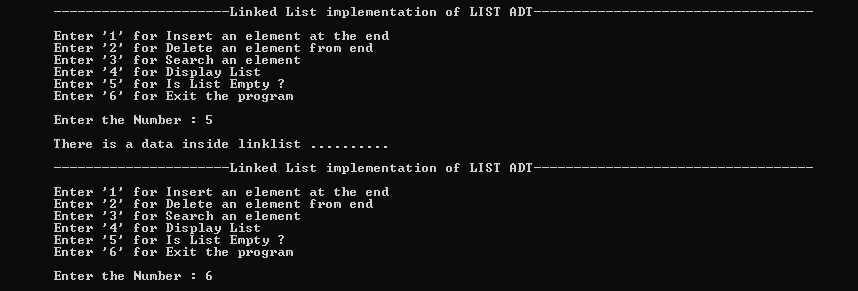 ----------------------Linked List implementation of LIST ADT-----------------------------------
Enter '1' for Insert an element at the end
Enter '2' for Delete an element from end
Enter '3' for Search an element
Enter '4' for Display List
Enter '5' for Is List Empty ?
Enter '6' for Exit the program
Enter the Number : 5
There is a data inside linklist ..........
----------------------Linked List implementation of LIST ADT-----------------------------------
Enter '1' for Insert an element at the end
Enter '2' for Delete an element from end
Enter '3' for Search an element
Enter '4' for Display List
Enter '5' for Is List Empty ?
Enter '6' for Exit the program
Enter the Number : 6